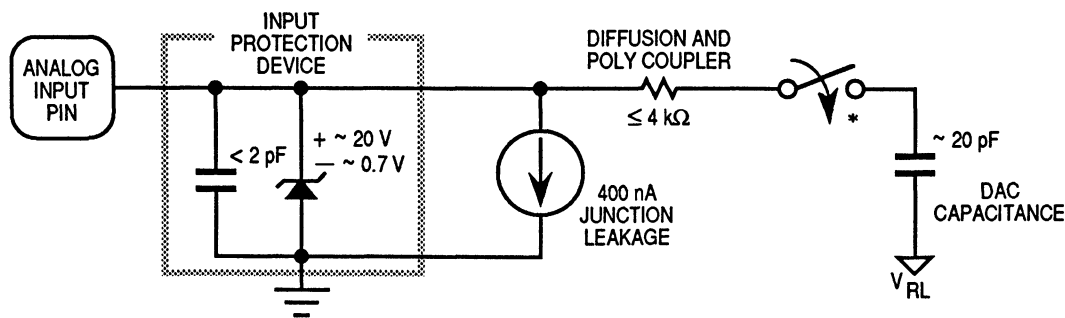 INPUT
PROTECTION
DEVICE
ANALOG
INPUT
PIN
< 2 pF
+ ~ 20 V
— ~ 0.7 V
400 nA
JUNCTION
LEAKAGE
DIFFUSION AND
POLY COUPLER
≤ 4 kΩ
*
~ 20 pF
DAC
CAPACITANCE
VRL